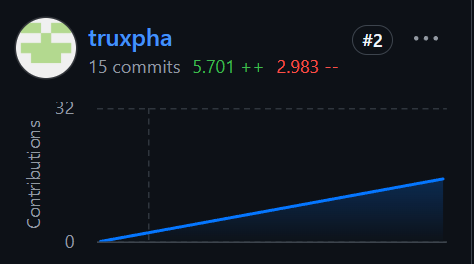 truxpha
#2
15 commits 5.701 ++ 2.983 --
32
Contributions
0